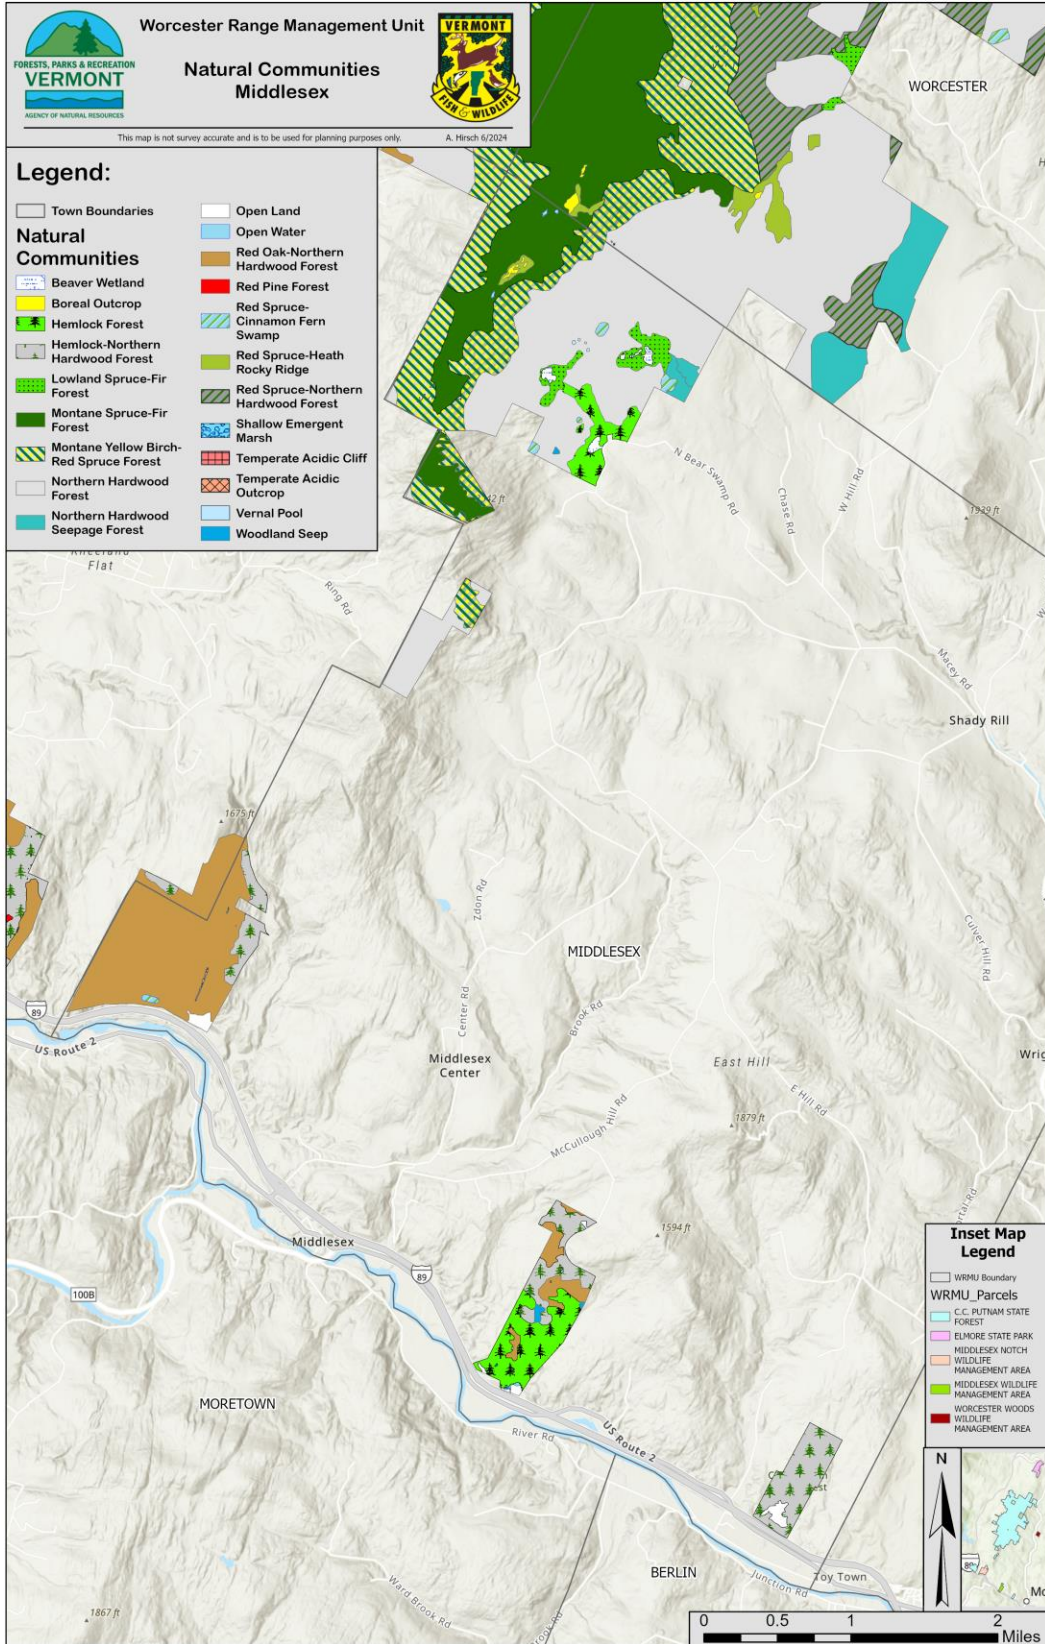 Worcester Range Management Unit
Natural Communities
Middlesex
FORESTS, PARKS & RECREATION
VERMONT
AGENCY OF NATURAL RESOURCES
VERMONT
FISH & WILDLIFE
This map is not survey accurate and is to be used for planning purposes only.
A. Hirsch 6/2024
Legend:
Town Boundaries
Natural
Communities
Beaver Wetland
Boreal Outcrop
Hemlock Forest
Hemlock-Northern
Hardwood Forest
Lowland Spruce-Fir
Forest
Montane Spruce-Fir
Forest
Montane Yellow Birch-
Red Spruce Forest
Northern Hardwood
Forest
Northern Hardwood
Seepage Forest
Open Land
Open Water
Red Oak-Northern
Hardwood Forest
Red Pine Forest
Red Spruce-
Cinnamon Fern
Swamp
Red Spruce-Heath
Rocky Ridge
Red Spruce-Northern
Hardwood Forest
Shallow Emergent
Marsh
Temperate Acidic Cliff
Temperate Acidic
Outcrop
Vernal Pool
Woodland Seep
WORCESTER
N Bear Swamp Rd
Chase Rd
W Hill Rd
1939 ft
Flat
Ring Rd
Macey Rd
Shady Rill
1675 ft
Zdon Rd
Culver Hill Rd
MIDDLESEX
89
US Route 2
Center Rd
Brook Rd
Middlesex
Center
East Hill
E Hill Rd
1879 ft
McCullough Hill Rd
1594 ft
Middlesex
89
100B
MORETOWN
River Rd
US Route 2
BERLIN
Toy Town
Junction Rd
Ward Brook Rd
1867 ft
Inset Map
Legend
WRMU Boundary
WRMU_Parcels
C.C. PUTNAM STATE
FOREST
ELMORE STATE PARK
MIDDLESEX NOTCH
WILDLIFE
MANAGEMENT AREA
MIDDLESEX WILDLIFE
MANAGEMENT AREA
WORCESTER WOODS
WILDLIFE
MANAGEMENT AREA
N
0 0.5 1 2
Miles